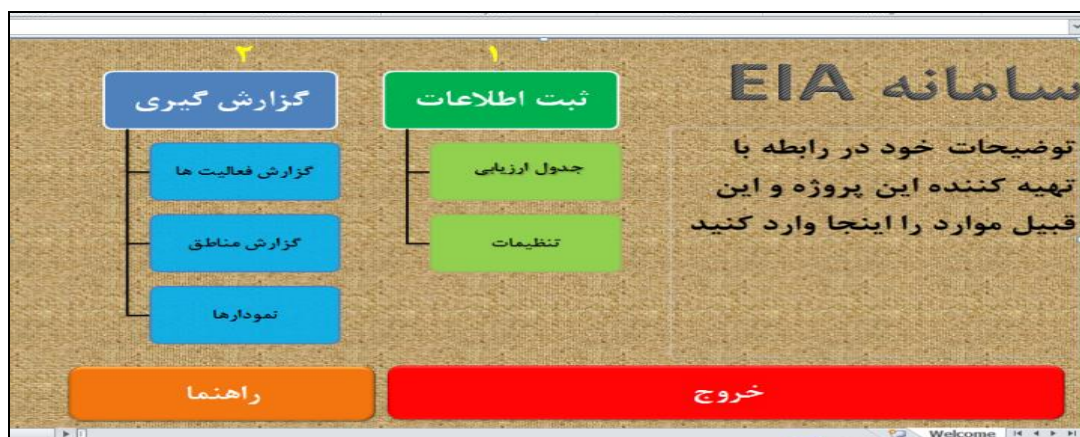 سامانه EIA
توضیحات خود در رابطه با
تهیه کننده این پروژه و این
قبیل موارد را اینجا وارد کنید
۱
ثبت اطلاعات
جدول ارزیابی
تنظیمات
۲
گزارش گیری
گزارش فعالیت ها
گزارش مناطق
نمودارها
خروج
راهنما
Welcome